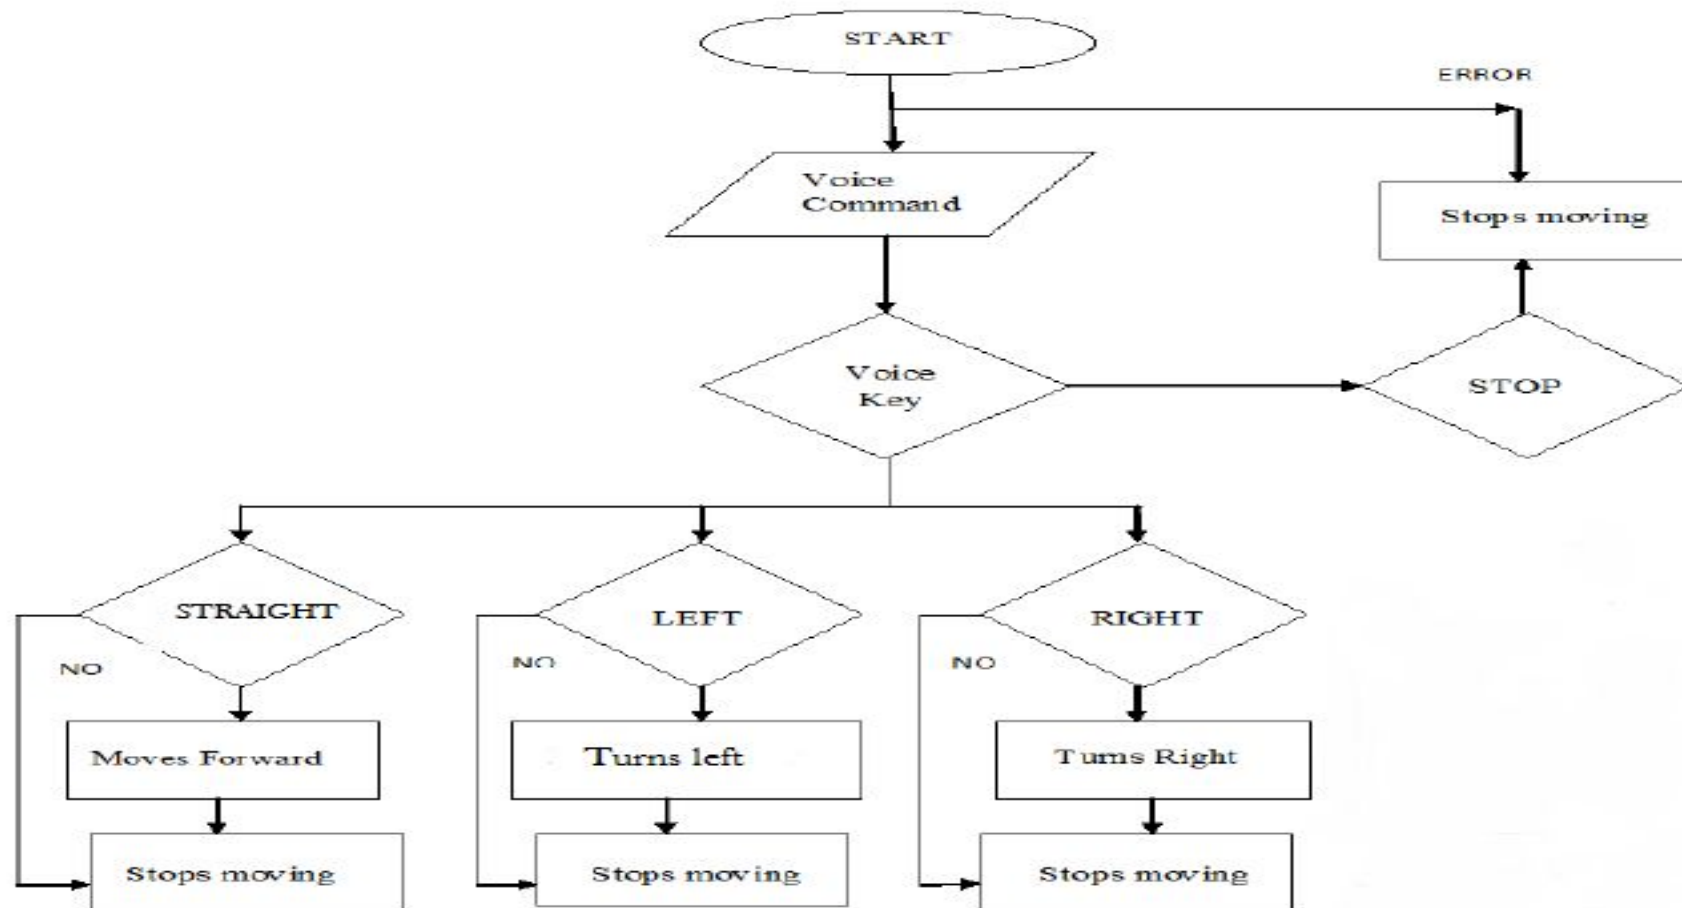 START
ERROR
Voice
Command
Stops moving
Voice
Key
STOP
STRAIGHT
LEFT
RIGHT
NO
NO
NO
Moves Forward
Turns left
Turns Right
Stops moving
Stops moving
Stops moving